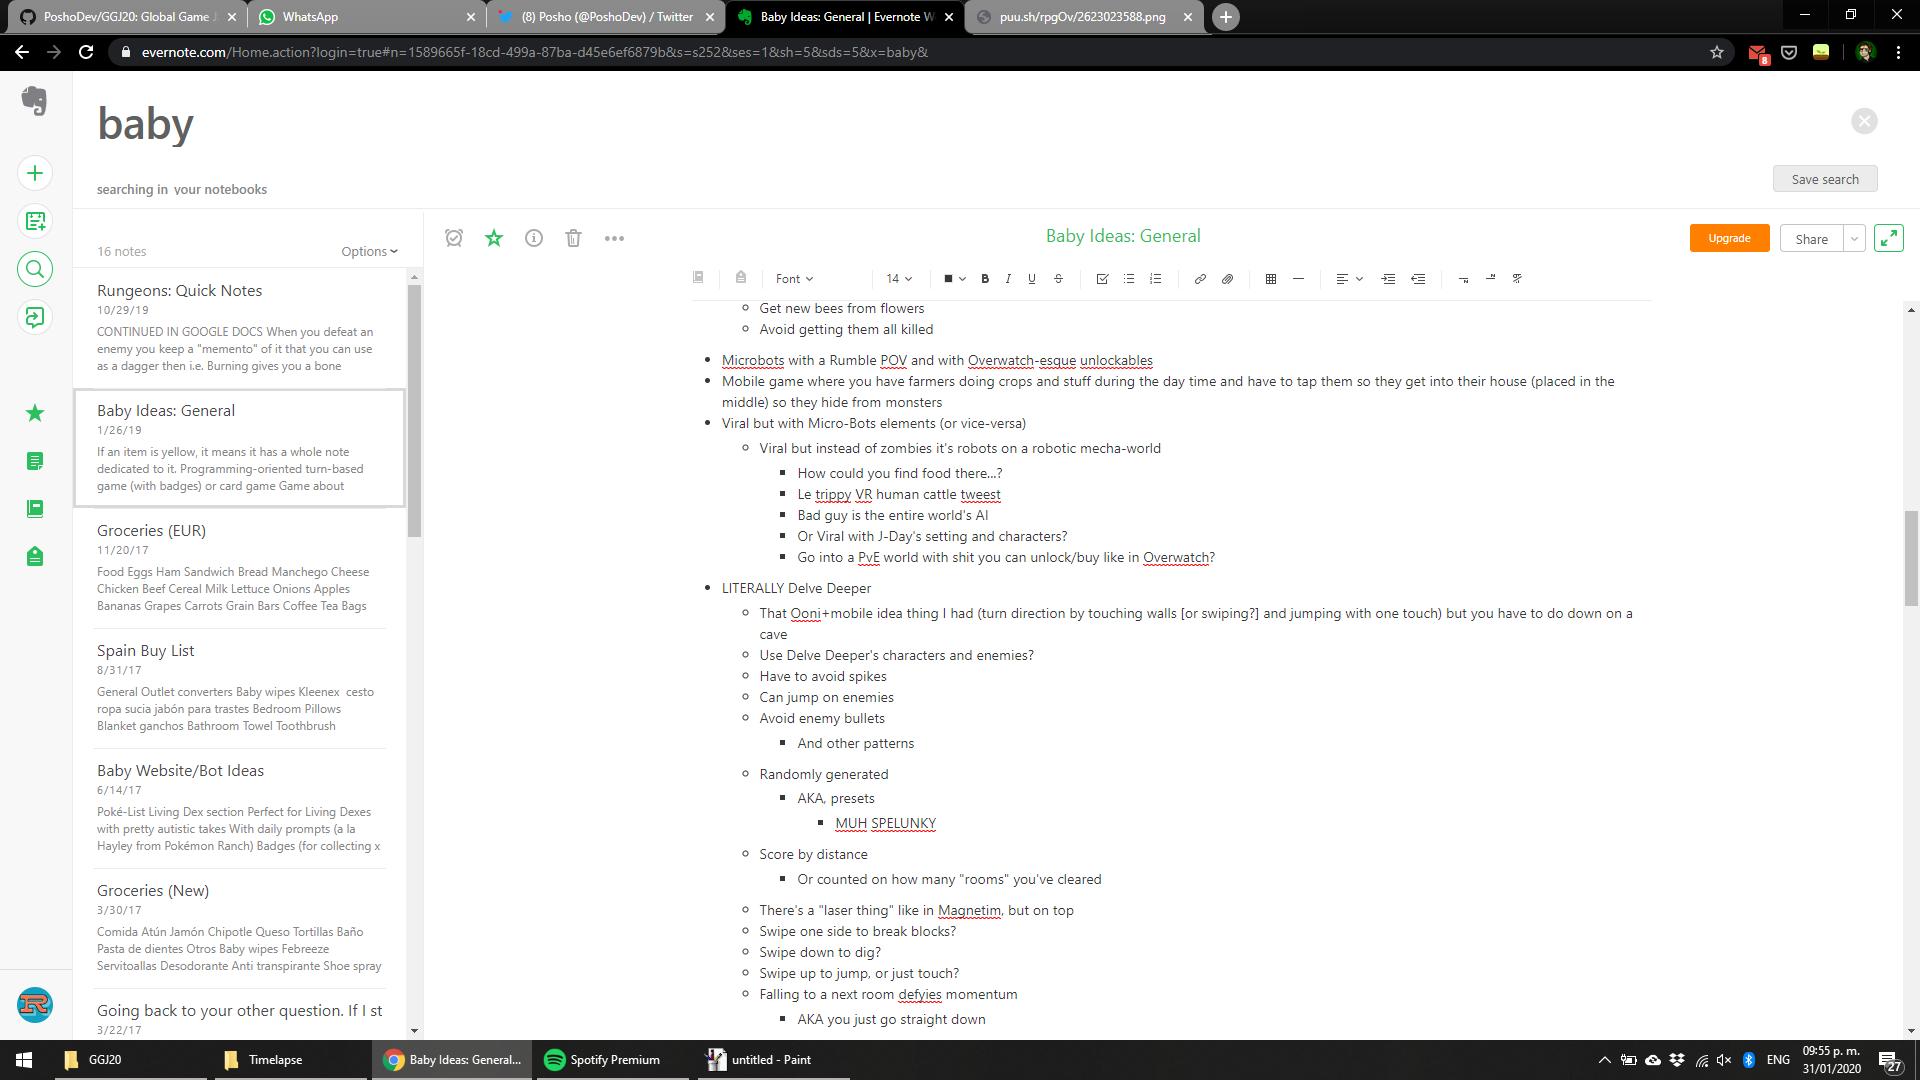 PoshoDev/GGJ20: Global Game J
WhatsApp
(8) Posho (@PoshoDev) / Twitter
Baby Ideas: General | Evernote W
puu.sh/rpgOv/2623023588.png
evernote.com/Home.action?login=true#n=1589665f-18cd-499a-87ba-d45e6ef6879b&s=s252&ses=1&sh=5&sds=5&x=baby&
8
baby
searching in your notebooks
Save search
16 notes
Options
Rungeons: Quick Notes
10/29/19
CONTINUED IN GOOGLE DOCS When you defeat an
enemy you keep a "memento" of it that you can use
as a dagger then i.e. Burning gives you a bone
Baby Ideas: General
1/26/19
If an item is yellow, it means it has a whole note
dedicated to it. Programming-oriented turn-based
game (with badges) or card game Game about
Groceries (EUR)
11/20/17
Food Eggs Ham Sandwich Bread Manchego Cheese
Chicken Beef Cereal Milk Lettuce Onions Apples
Bananas Grapes Carrots Grain Bars Coffee Tea Bags
Spain Buy List
8/31/17
General Outlet converters Baby wipes Kleenex cesto
ropa sucia jabón para trastes Bedroom Pillows
Blanket ganchos Bathroom Towel Toothbrush
Baby Website/Bot Ideas
6/14/17
Poké-List Living Dex section Perfect for Living Dexes
with pretty autistic takes With daily prompts (a la
Hayley from Pokémon Ranch) Badges (for collecting x
Groceries (New)
3/30/17
Comida Atún Jamón Chipotle Queso Tortillas Baño
Pasta de dientes Otros Baby wipes Febreeze
Servitoallas Desodorante Anti transpirante Shoe spray
Going back to your other question. If I st
3/22/17
Baby Ideas: General
Upgrade
Share
Font
14
B I U S
Get new bees from flowers
Avoid getting them all killed
Microbots with a Rumble POV and with Overwatch-esque unlockables
Mobile game where you have farmers doing crops and stuff during the day time and have to tap them so they get into their house (placed in the
middle) so they hide from monsters
Viral but with Micro-Bots elements (or vice-versa)
Viral but instead of zombies it's robots on a robotic mecha-world
How could you find food there...?
Le trippy VR human cattle tweest
Bad guy is the entire world's AI
Or Viral with J-Day's setting and characters?
Go into a PvE world with shit you can unlock/buy like in Overwatch?
LITERALLY Delve Deeper
That Ooni+mobile idea thing I had (turn direction by touching walls [or swiping?] and jumping with one touch) but you have to do down on a
cave
Use Delve Deeper's characters and enemies?
Have to avoid spikes
Can jump on enemies
Avoid enemy bullets
And other patterns
Randomly generated
AKA, presets
MUH SPELUNKY
Score by distance
Or counted on how many "rooms" you've cleared
There's a "laser thing" like in Magnetim, but on top
Swipe one side to break blocks?
Swipe down to dig?
Swipe up to jump, or just touch?
Falling to a next room defyies momentum
AKA you just go straight down
GGJ20
Timelapse
Baby Ideas: General...
Spotify Premium
untitled - Paint
ENG
09:55 p. m.
31/01/2020
27